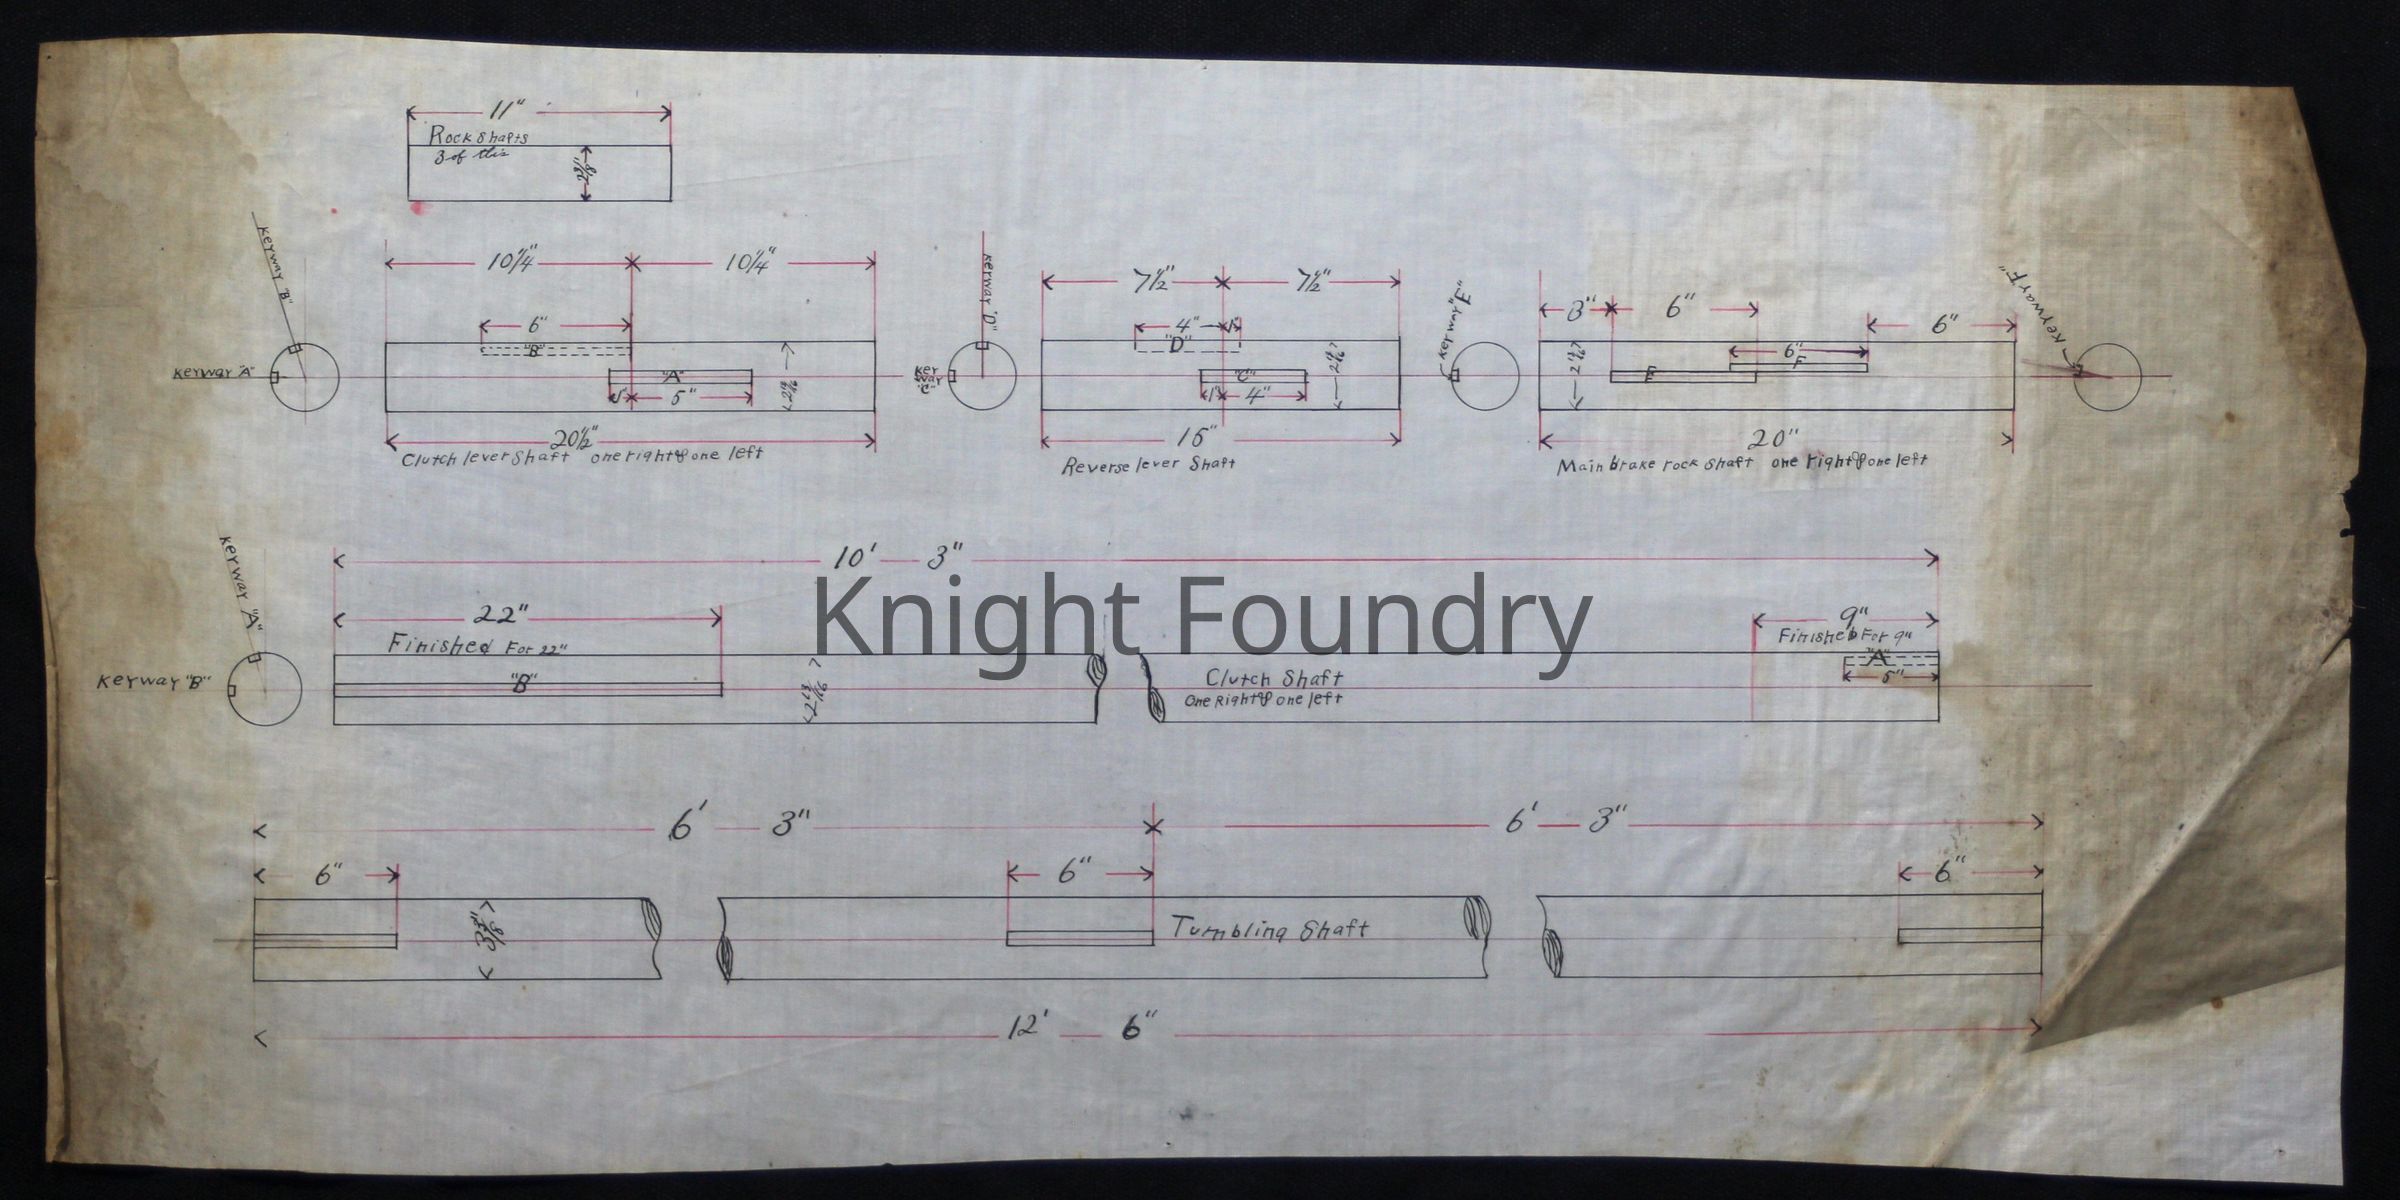 11"
Rock shafts
3 of this
Keyway "B"
10¼" 10¼"
6"
"B"
Keyway "A"
"A"
1" 5"
20½"
Clutch lever shaft one right & one left
Keyway "D"
7½" 7½"
4" 1"
"D"
Key
way
"C"
"C"
1" 4"
15"
Reverse lever shaft
Keyway "E"
3" 6" 6"
6"
E F
20"
Main brake rock shaft one right & one left
Keyway "F"
10' 3"
Keyway "A"
22"
Finished For 22"
Keyway "B"
"B"
Knight Foundry
Clutch Shaft
One Right & one left
9"
Finished For 9"
"A"
5"
6' 3" 6' 3"
6" 6" 6"
Tumbling Shaft
12' 6"